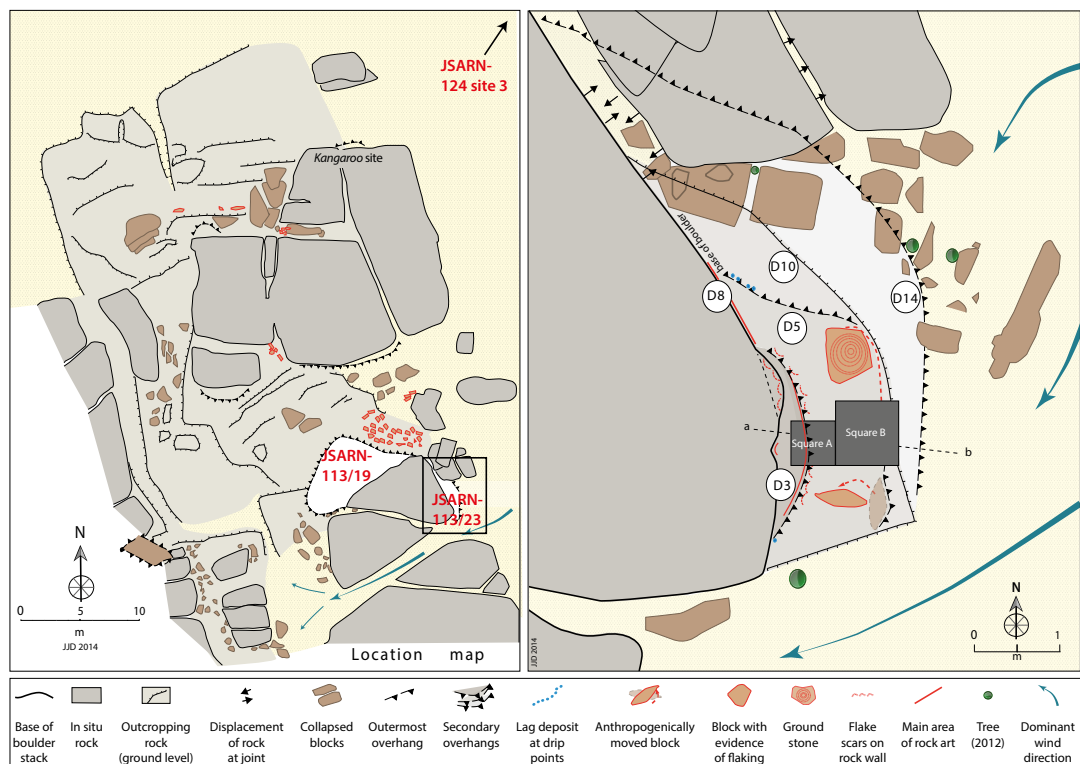 JSARN-
124 site 3
Kangaroo site
JSARN-
113/19
JSARN-
113/23
N
0 5 10
m
JJD 2014
Location map
base of boulder
D10
D8
D14
D5
a
Square A
Square B
b
D3
N
0 1
m
JJD 2014
Base of
boulder
stack
In situ
rock
Outcropping
rock
(ground level)
Displacement
of rock
at joint
Collapsed
blocks
Outermost
overhang
Secondary
overhangs
Lag deposit
at drip
points
Anthropogenically
moved block
Block with
evidence
of flaking
Ground
stone
Flake
scars on
rock wall
Main area
of rock art
Tree
(2012)
Dominant
wind
direction